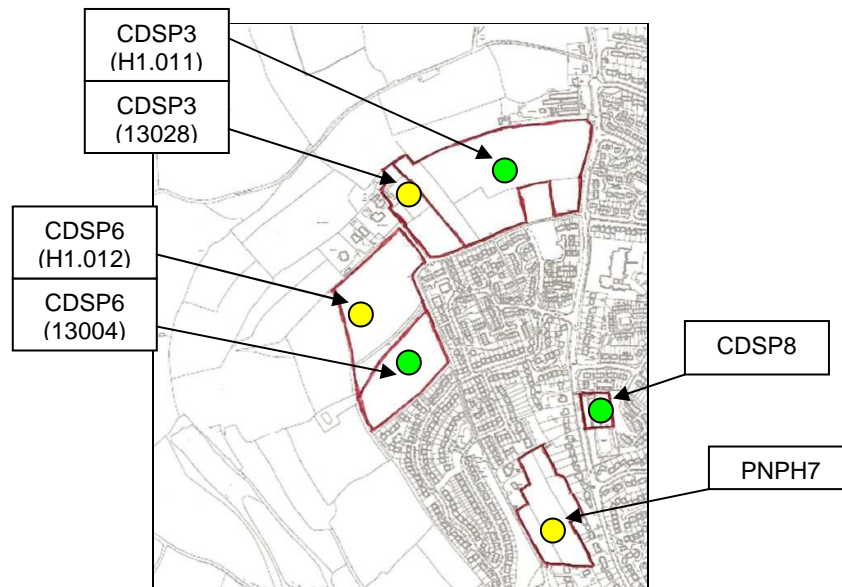 CDSP3
(H1.011)
CDSP3
(13028)
CDSP6
(H1.012)
CDSP6
(13004)
CDSP8
PNPH7